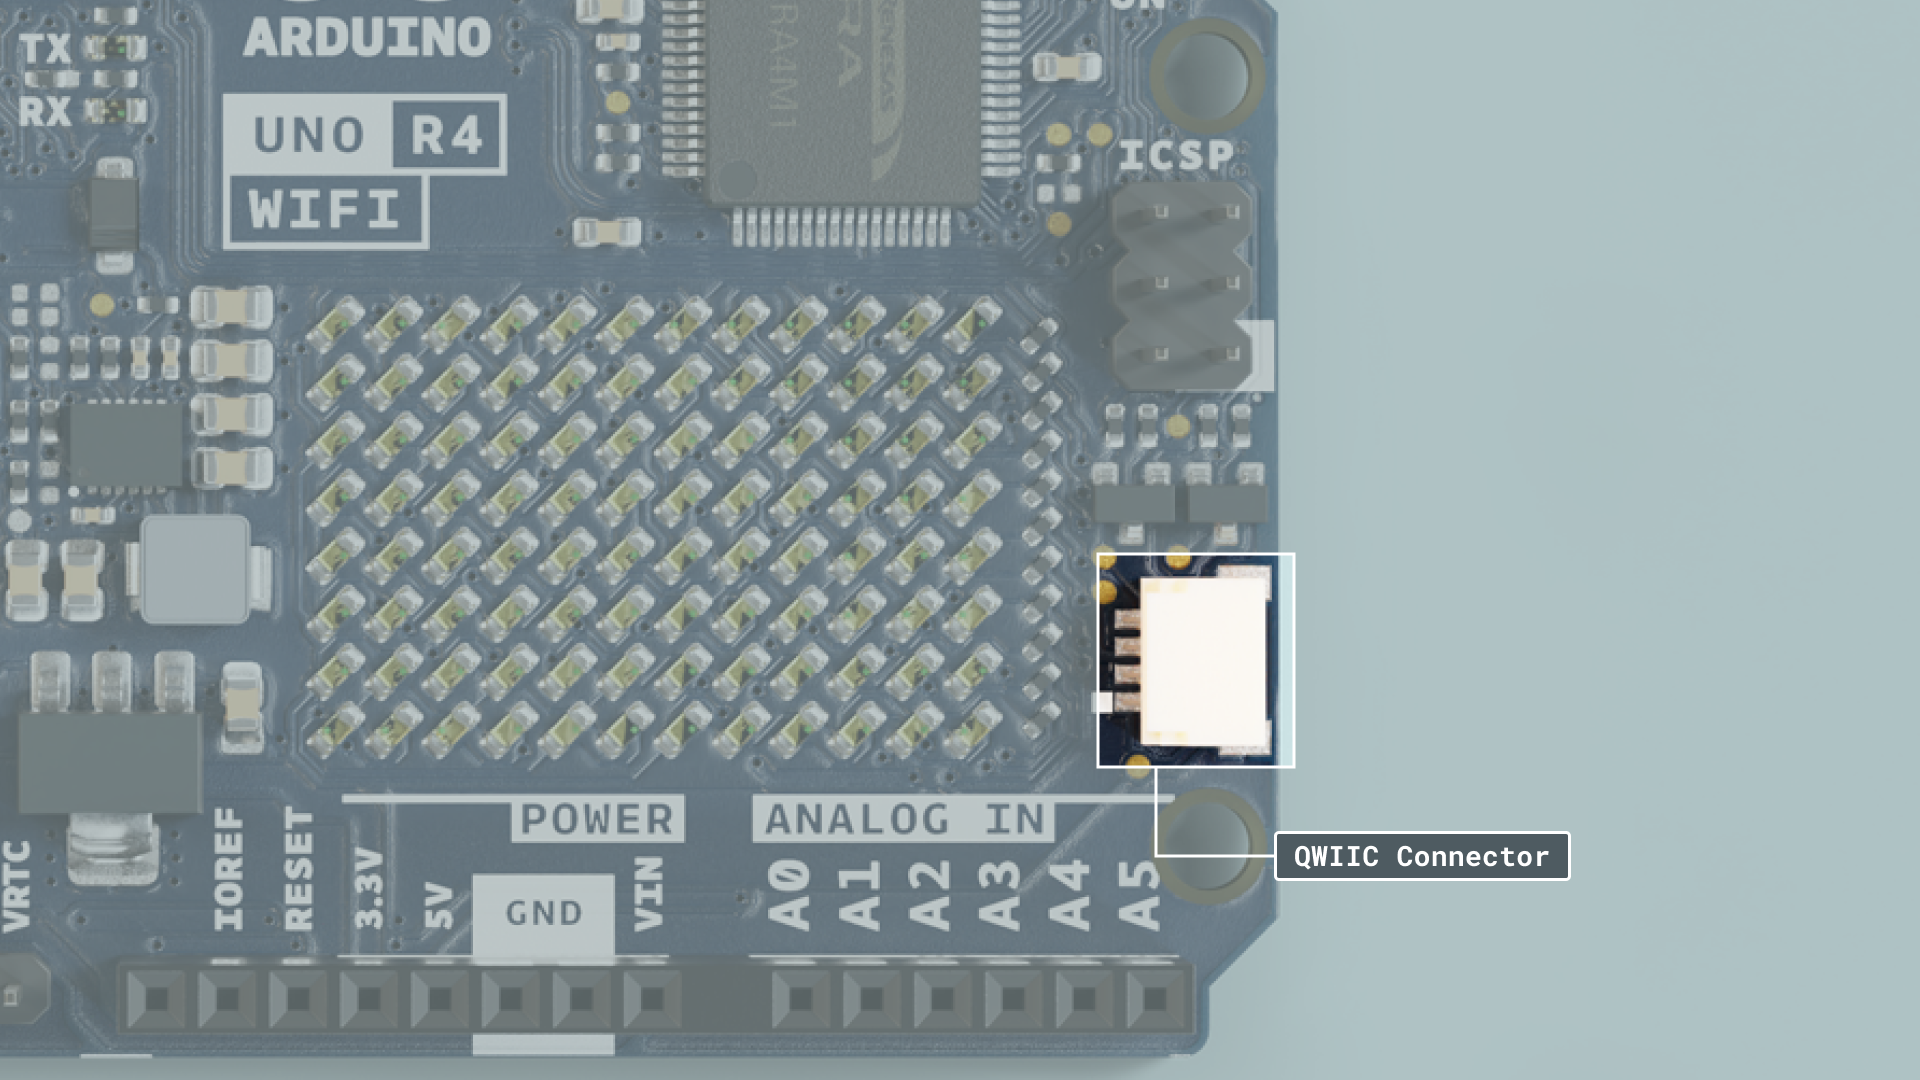 ON
TX
ARDUINO
RX
UNO R4
WIFI
RA4M1
ICSP
POWER
ANALOG IN
QWIIC Connector
VRTC
IOREF
RESET
3.3V
5V
GND
VIN
A0
A1
A2
A3
A4
A5